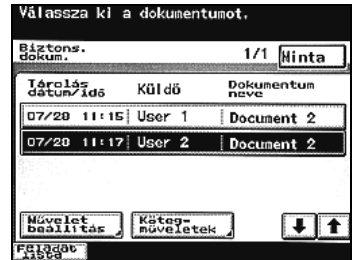 Válassza ki a dokumentumot.
Biztons.
dokum.
1/1 Minta
Tárolás
dátum/idő
Küldő
Dokumentum
neve
07/28 11:15 User 1 Document 2
07/28 11:17 User 2 Document 2
Művelet
beállítás
Köteg-
műveletek
Feladat
lista